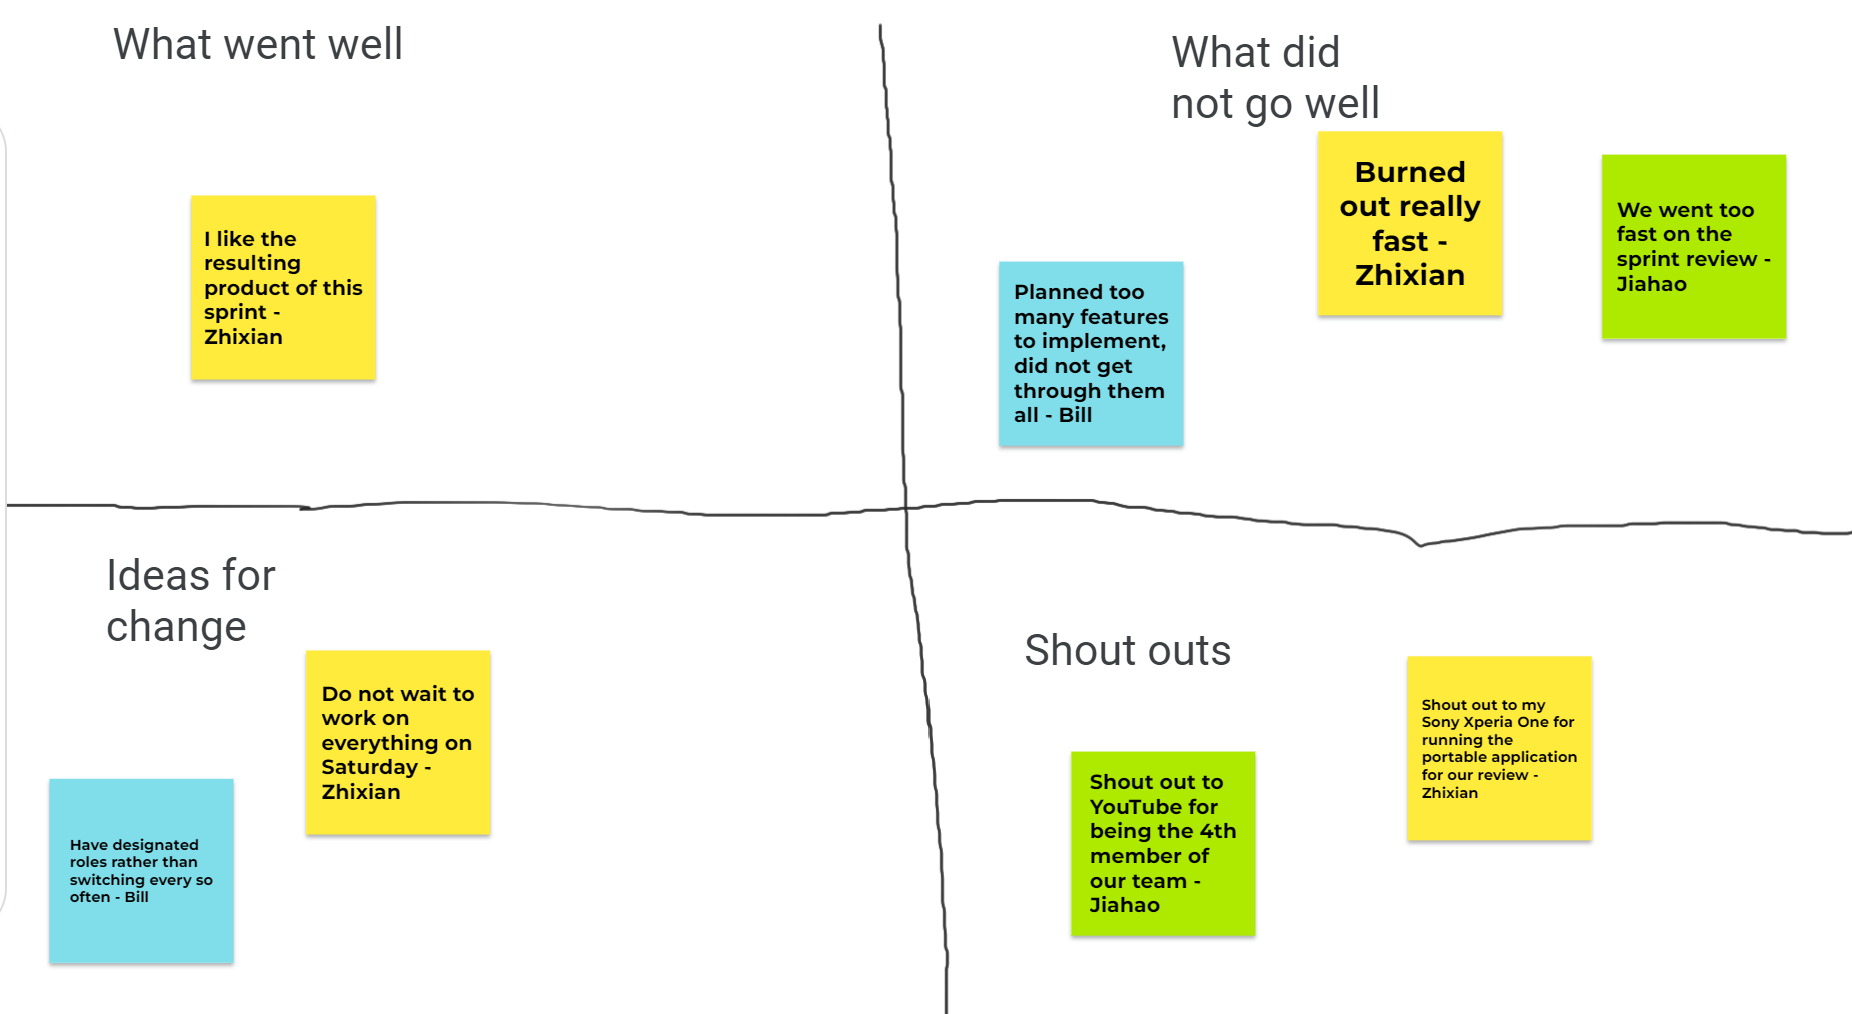 What went well
I like the
resulting
product of this
sprint -
Zhixian
What did
not go well
Planned too
many features
to implement,
did not get
through them
all - Bill
Burned
out really
fast -
Zhixian
We went too
fast on the
sprint review -
Jiahao
Ideas for
change
Do not wait to
work on
everything on
Saturday -
Zhixian
Have designated
roles rather than
switching every so
often - Bill
Shout outs
Shout out to
YouTube for
being the 4th
member of
our team -
Jiahao
Shout out to my
Sony Xperia One for
running the
portable application
for our review -
Zhixian